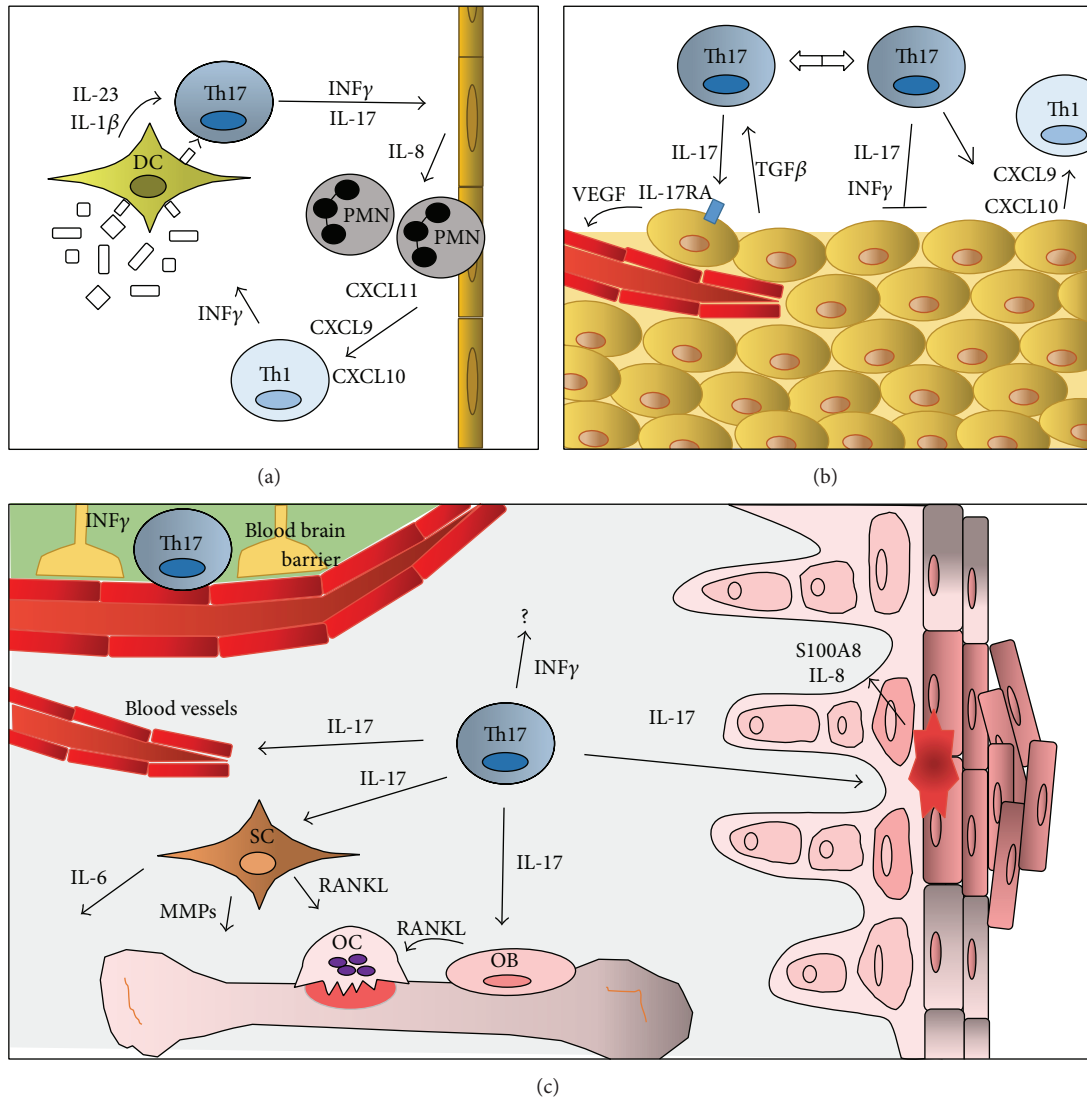 IL-23
IL-1β
Th17
INFγ
IL-17
DC
IL-8
PMN
PMN
CXCL11
INFγ
CXCL9
Th1
CXCL10
(a)
Th17
Th17
Th1
IL-17
TGFβ
IL-17
CXCL9
VEGF
IL-17RA
INFγ
CXCL10
(b)
INFγ
Th17
Blood brain
barrier
?
INFγ
S100A8
IL-8
Blood vessels
IL-17
Th17
IL-17
IL-17
SC
IL-17
IL-6
RANKL
MMPs
RANKL
OC
OB
(c)